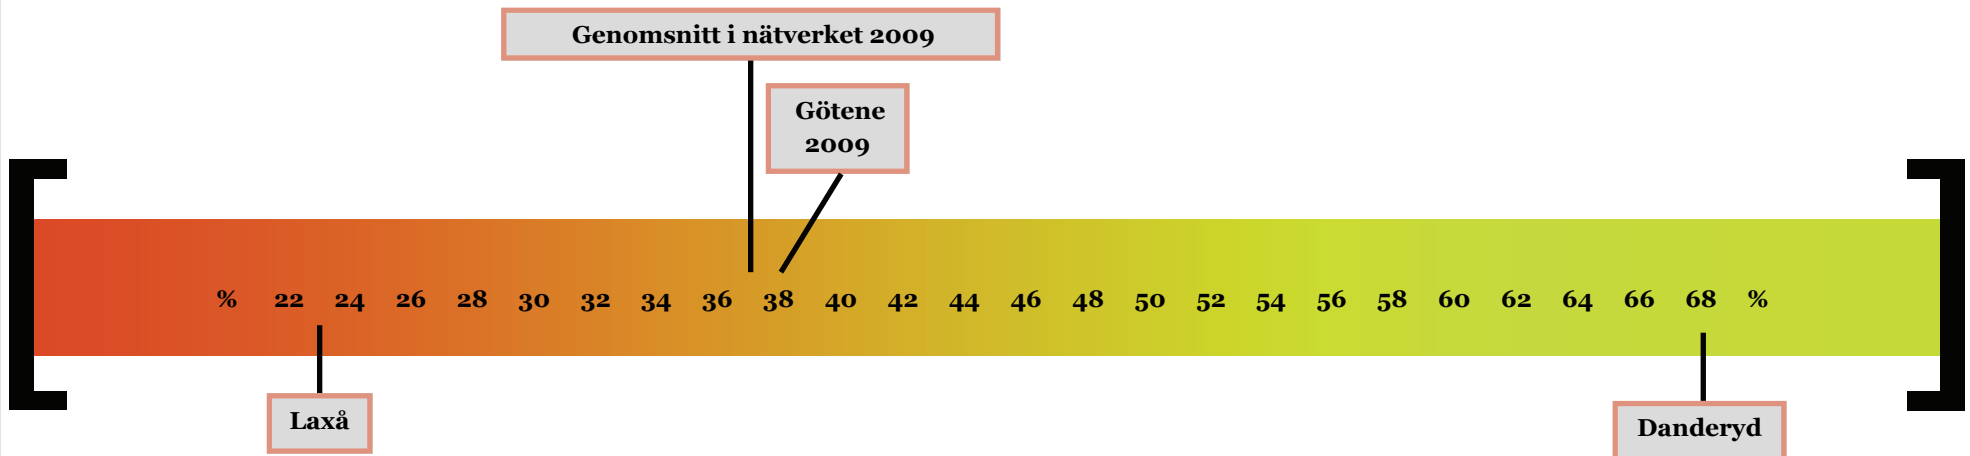 Genomsnitt i nätverket 2009
Götene
2009
% 22 24 26 28 30 32 34 36 38 40 42 44 46 48 50 52 54 56 58 60 62 64 66 68 %
Laxå
Danderyd